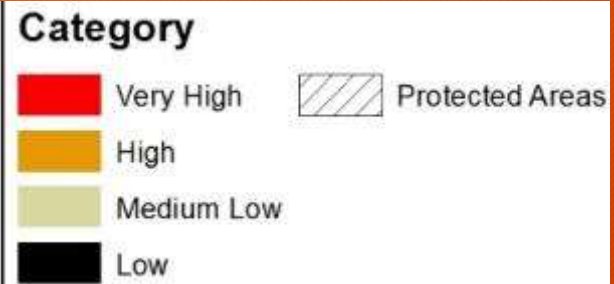 Category
Very High
Protected Areas
High
Medium Low
Low